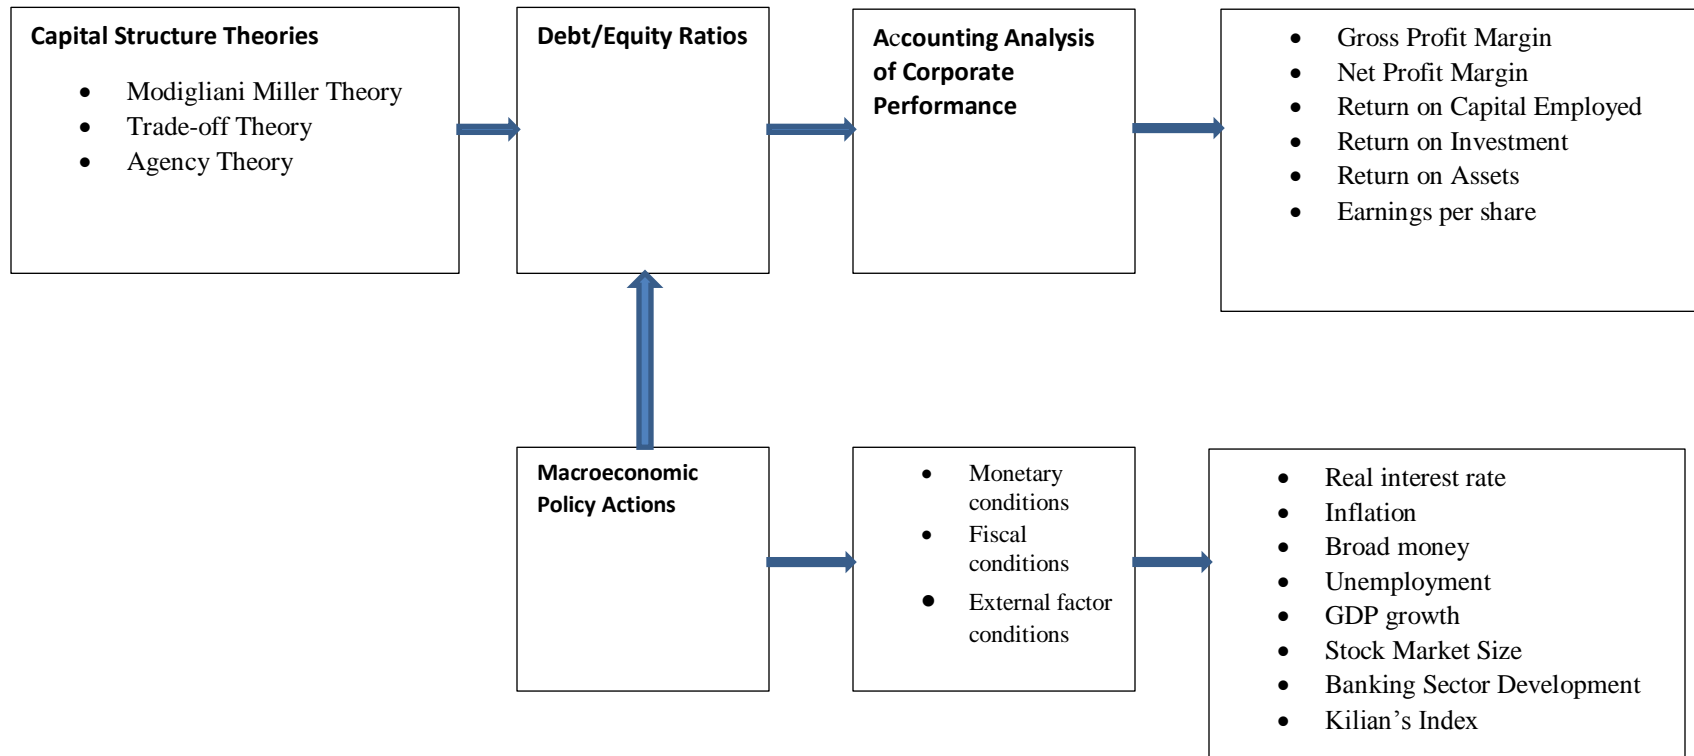 Capital Structure Theories
• Modigliani Miller Theory
• Trade-off Theory
• Agency Theory
Debt/Equity Ratios
Accounting Analysis
of Corporate
Performance
• Gross Profit Margin
• Net Profit Margin
• Return on Capital Employed
• Return on Investment
• Return on Assets
• Earnings per share
Macroeconomic
Policy Actions
• Monetary
conditions
• Fiscal
conditions
• External factor
conditions
• Real interest rate
• Inflation
• Broad money
• Unemployment
• GDP growth
• Stock Market Size
• Banking Sector Development
• Kilian’s Index